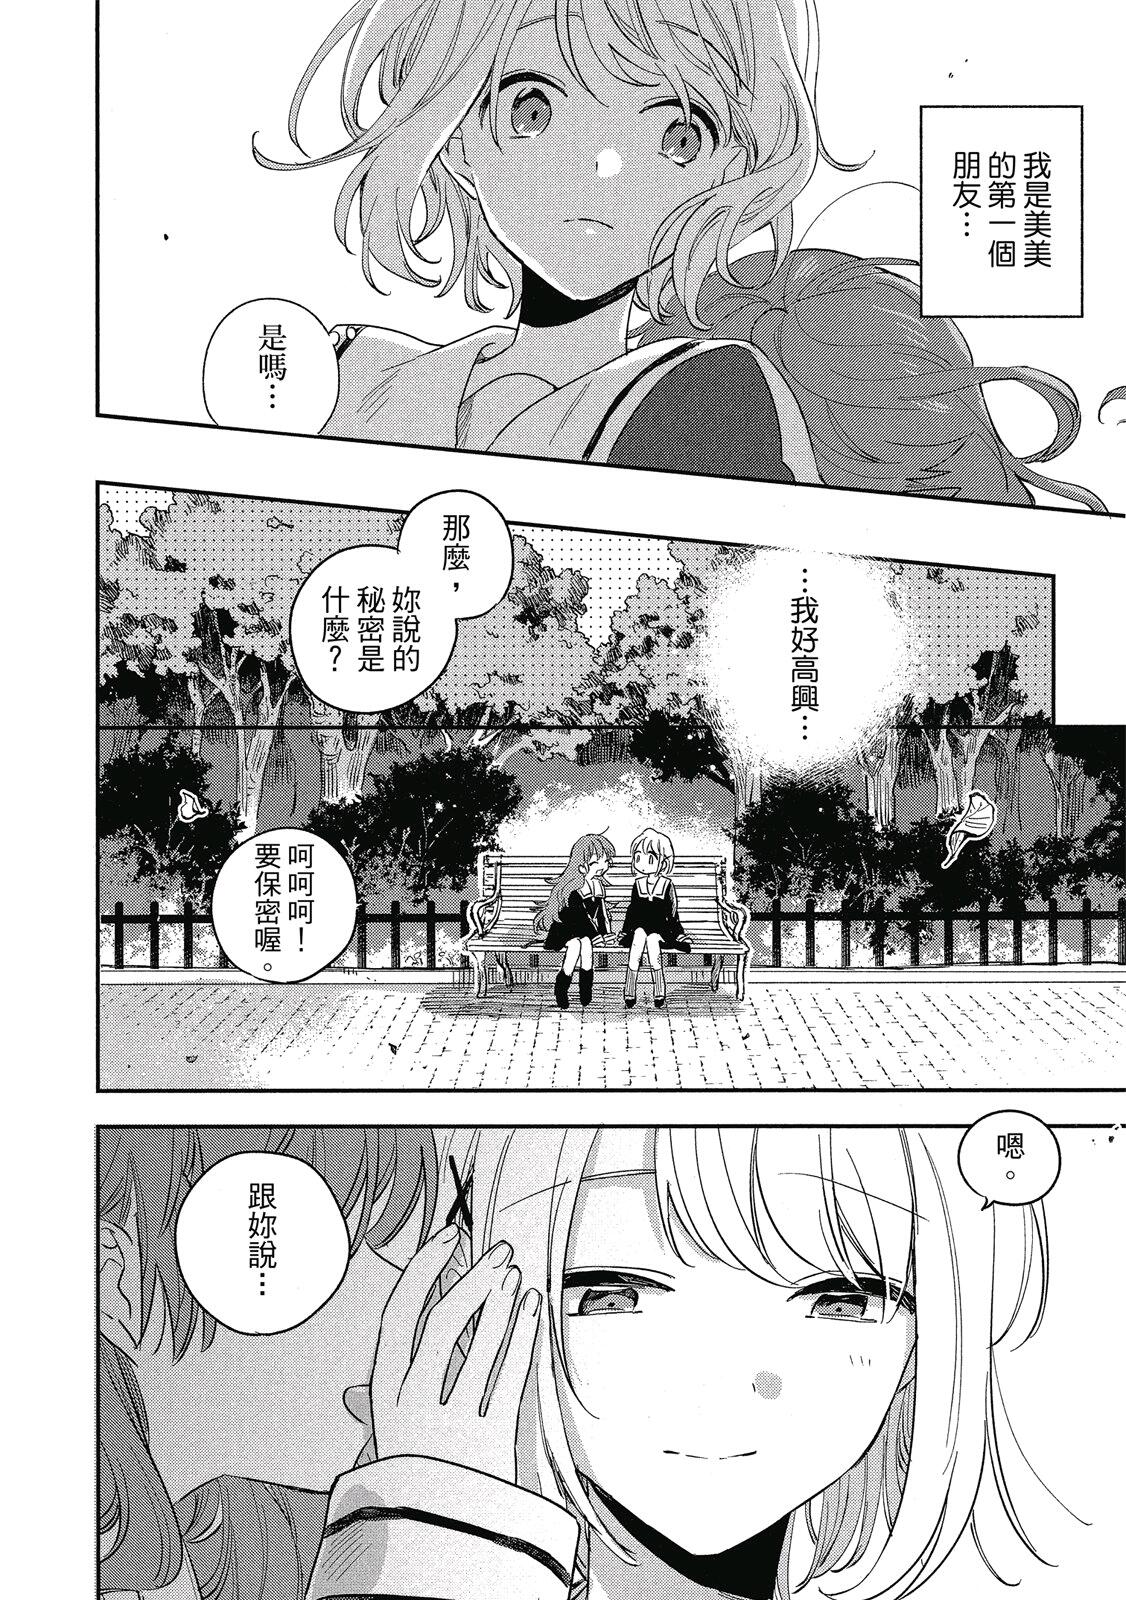 我是美美
的第一個
朋友…
是嗎…
…我好高興…
那麼，
妳說的
秘密是
什麼？
呵呵呵！
要保密喔。
嗯。
跟妳說…